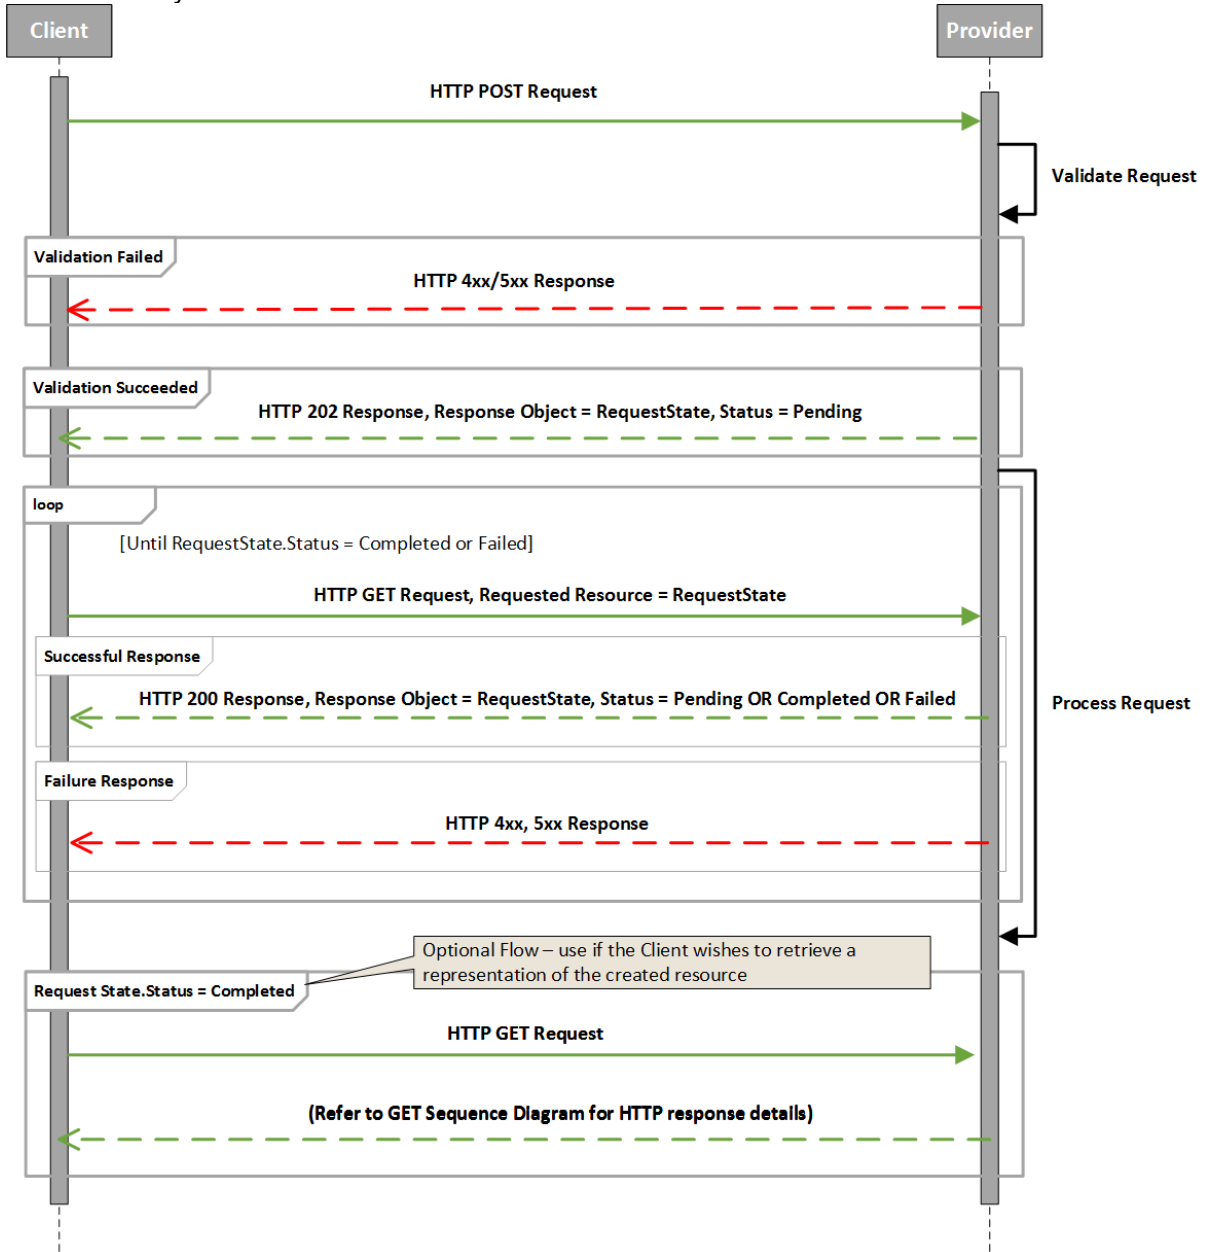 Client
Provider
HTTP POST Request
Validate Request
Validation Failed
HTTP 4xx/5xx Response
Validation Succeeded
HTTP 202 Response, Response Object = RequestState, Status = Pending
loop
[Until RequestState.Status = Completed or Failed]
HTTP GET Request, Requested Resource = RequestState
Successful Response
HTTP 200 Response, Response Object = RequestState, Status = Pending OR Completed OR Failed
Process Request
Failure Response
HTTP 4xx, 5xx Response
Optional Flow – use if the Client wishes to retrieve a
representation of the created resource
Request State.Status = Completed
HTTP GET Request
(Refer to GET Sequence Diagram for HTTP response details)